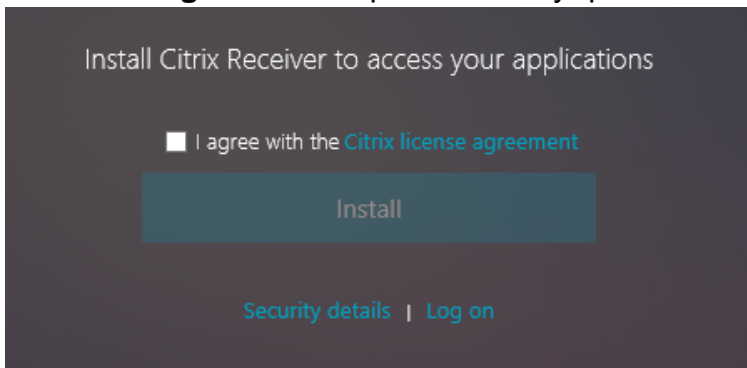 Install Citrix Receiver to access your applications
I agree with the Citrix license agreement
Install
Security details | Log on